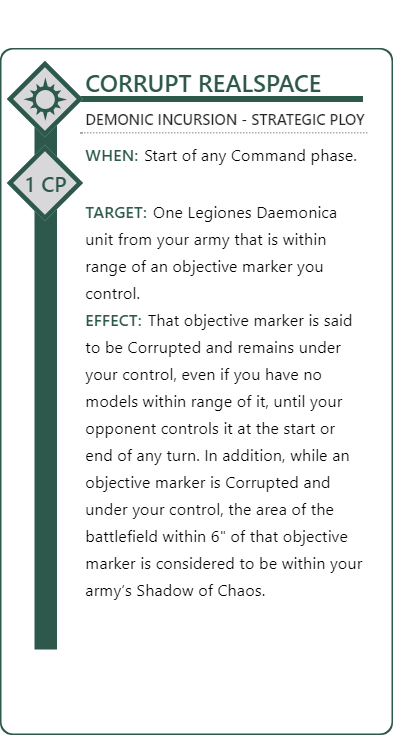 CORRUPT REALSPACE
DEMONIC INCURSION - STRATEGIC PLOY
WHEN: Start of any Command phase.
1 CP
TARGET: One Legiones Daemonica
unit from your army that is within
range of an objective marker you
control.
EFFECT: That objective marker is said
to be Corrupted and remains under
your control, even if you have no
models within range of it, until your
opponent controls it at the start or
end of any turn. In addition, while an
objective marker is Corrupted and
under your control, the area of the
battlefield within 6" of that objective
marker is considered to be within your
army’s Shadow of Chaos.